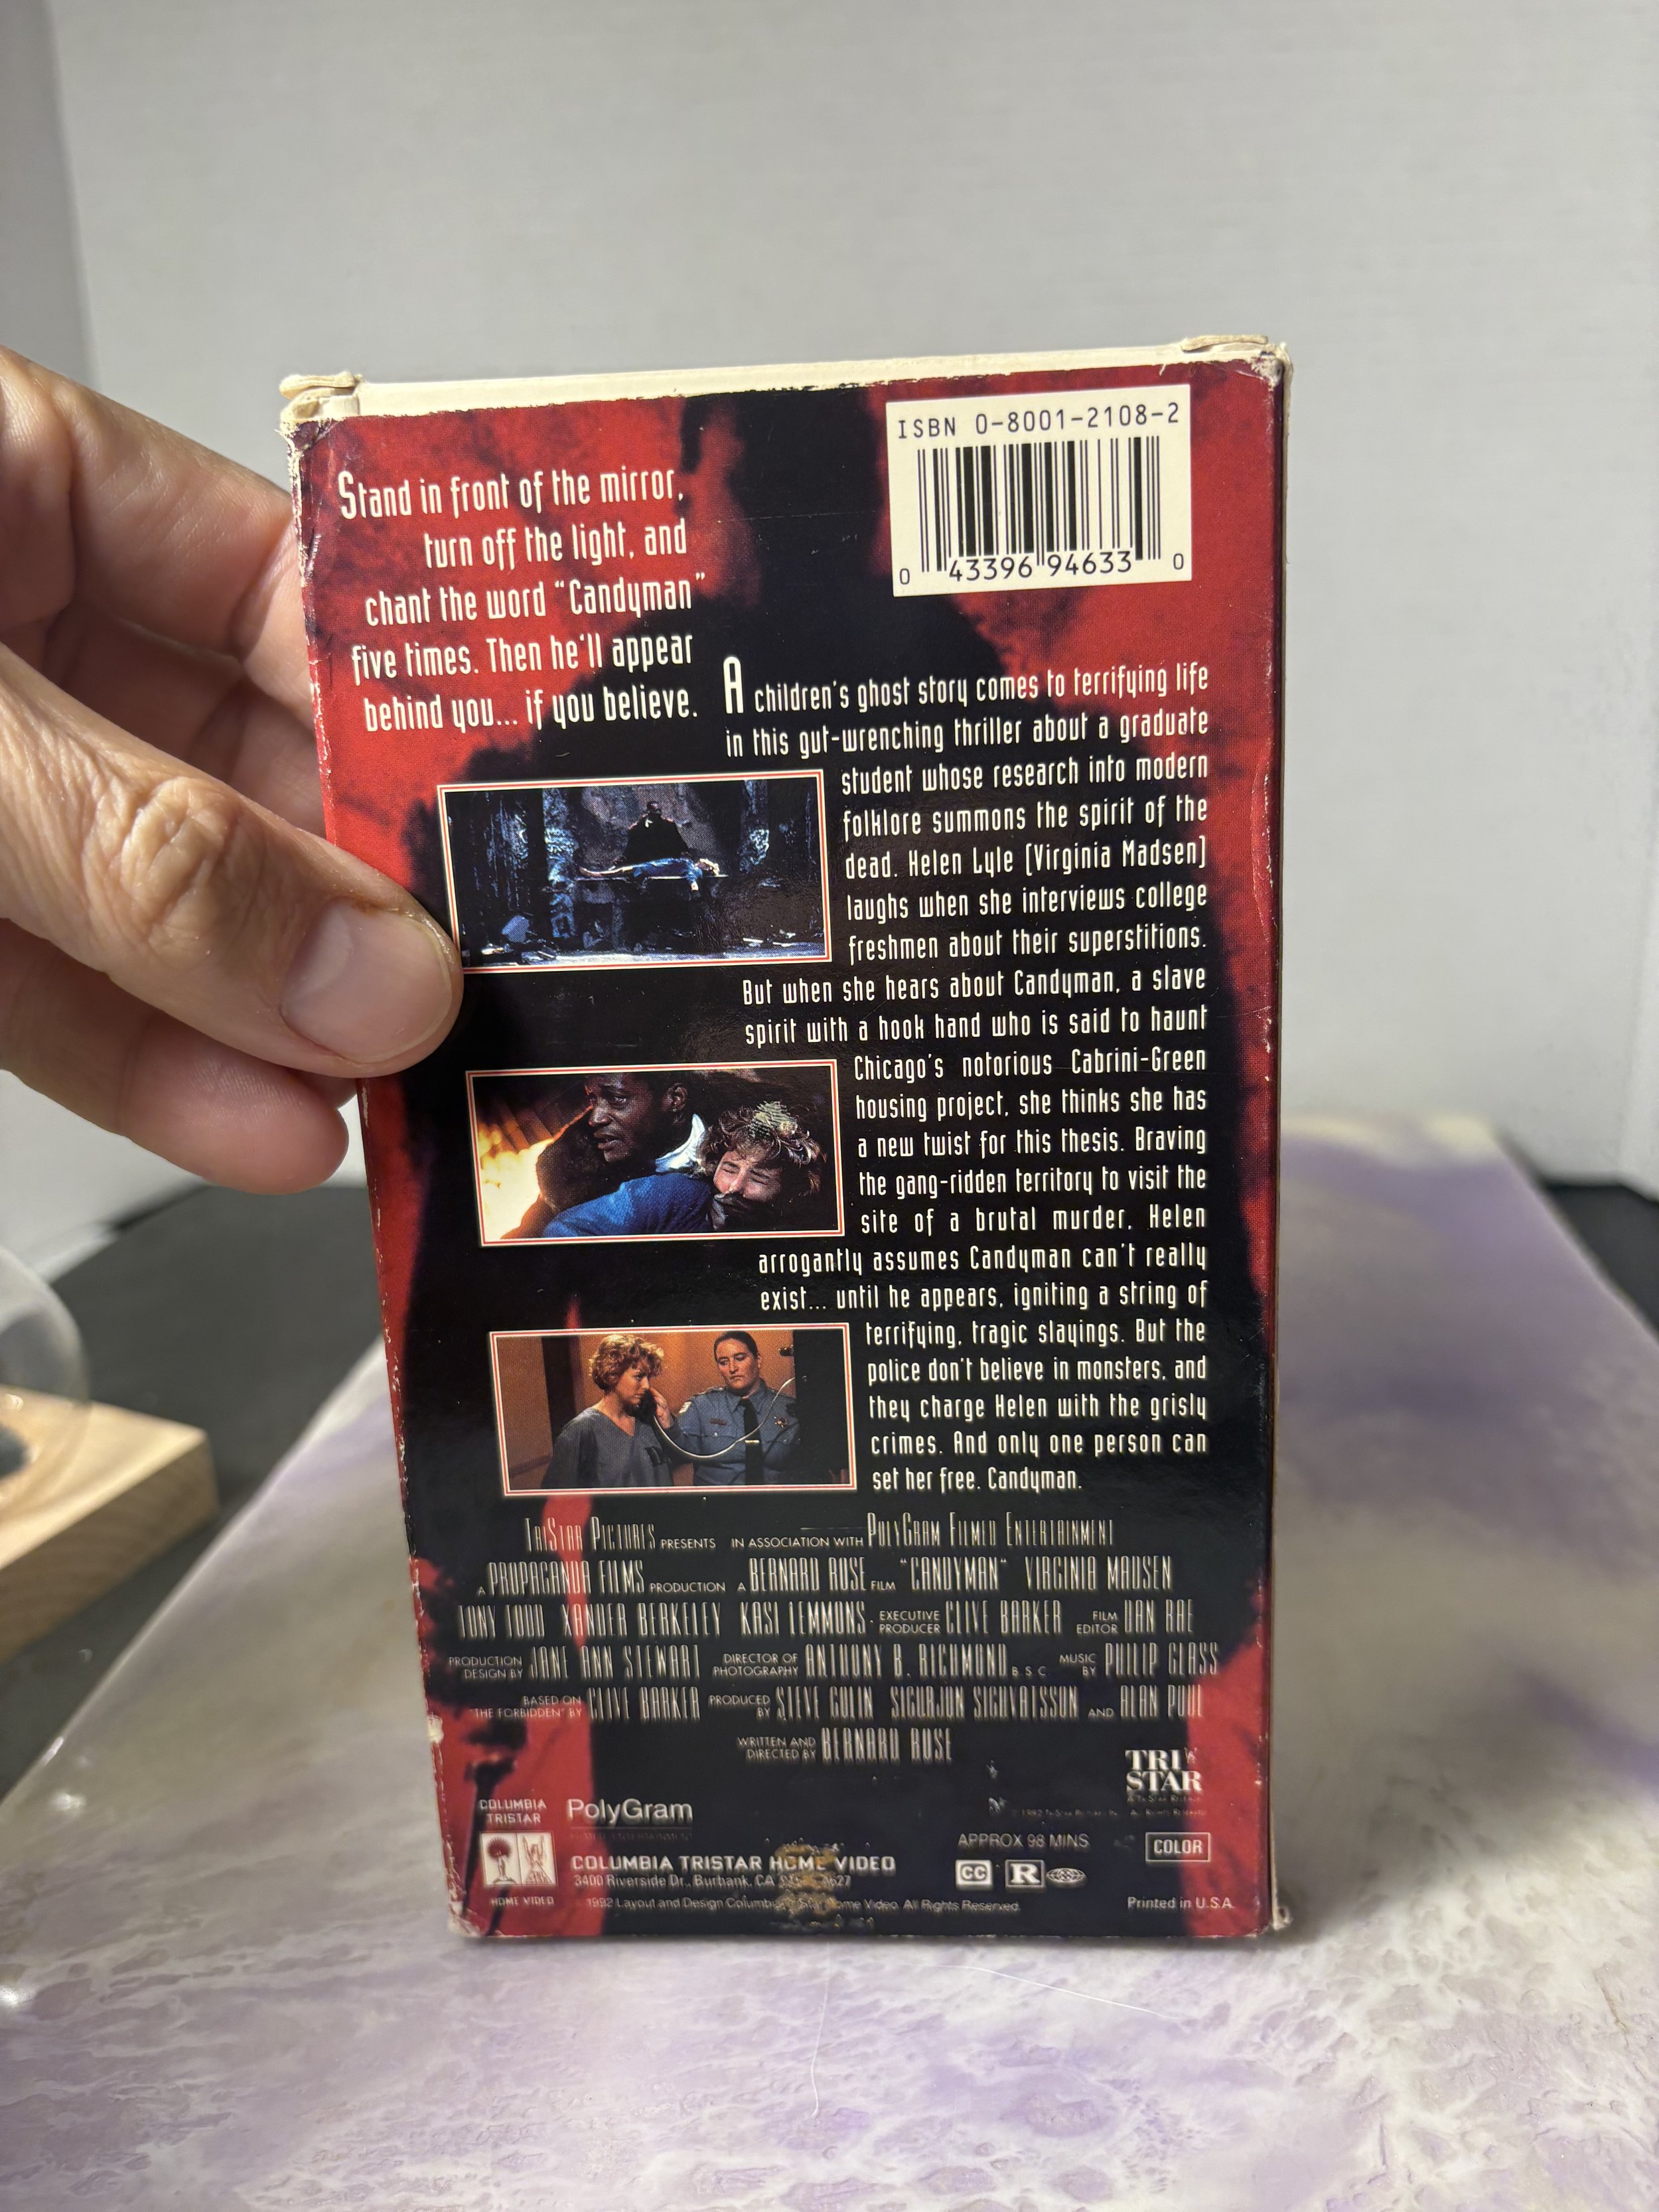 ISBN 0-8001-2108-2
0 43396 94633 0
Stand in front of the mirror,
turn off the light, and
chant the word “Candyman”
five times. Then he'll appear
behind you... if you believe.
A children's ghost story comes to terrifying life
in this gut-wrenching thriller about a graduate
student whose research into modern
folklore summons the spirit of the
dead. Helen Lyle (Virginia Madsen)
laughs when she interviews college
freshmen about their superstitions.
But when she hears about Candyman, a slave
spirit with a hook hand who is said to haunt
Chicago's notorious Cabrini-Green
housing project, she thinks she has
a new twist for this thesis. Braving
the gang-ridden territory to visit the
site of a brutal murder, Helen
arrogantly assumes Candyman can't really
exist... until he appears, igniting a string of
terrifying, tragic slayings. But the
police don't believe in monsters, and
they charge Helen with the grisly
crimes. And only one person can
set her free. Candyman.
TRISTAR PICTURES PRESENTS IN ASSOCIATION WITH POLYGRAM FILMED ENTERTAINMENT
A PROPAGANDA FILMS PRODUCTION A BERNARD ROSE FILM “CANDYMAN” VIRGINIA MADSEN
TONY TODD XANDER BERKELEY KASI LEMMONS EXECUTIVE PRODUCER CLIVE BARKER FILM EDITOR DAN RAE
PRODUCTION DESIGN BY JANE ANN STEWART DIRECTOR OF PHOTOGRAPHY ANTHONY B. RICHMOND B S C MUSIC BY PHILIP GLASS
BASED ON “THE FORBIDDEN” BY CLIVE BARKER PRODUCED BY STEVE GOLIN SIGURJON SIGHVATSSON AND ALAN POUL
WRITTEN AND DIRECTED BY BERNARD ROSE
TRI STAR
COLUMBIA TRISTAR
HOME VIDEO
PolyGram
COLUMBIA TRISTAR HOME VIDEO
3400 Riverside Dr., Burbank, CA
1992 Layout and Design Home Video. All Rights Reserved.
APPROX 98 MINS
COLOR
CC R
Printed in U.S.A.